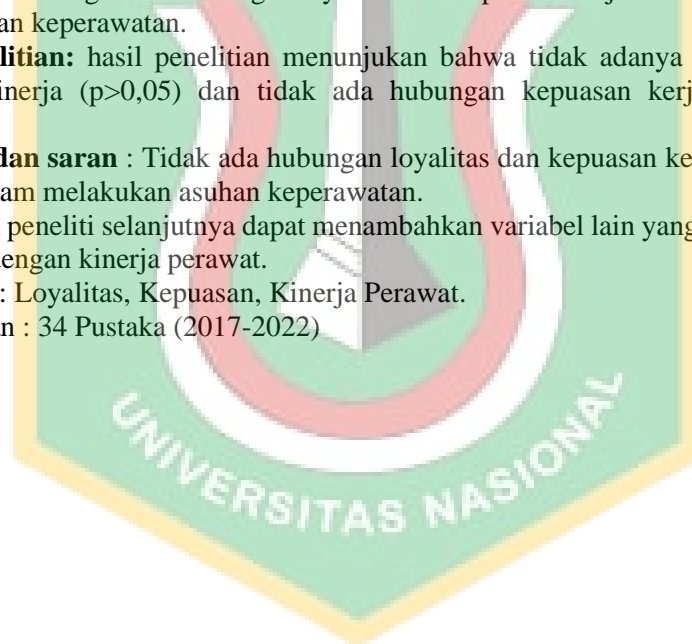 an keperawatan.
litian: hasil penelitian menunjukan bahwa tidak adanya
inerja (p>0,05) dan tidak ada hubungan kepuasan kerj
dan saran : Tidak ada hubungan loyalitas dan kepuasan ke
am melakukan asuhan keperawatan.
peneliti selanjutnya dapat menambahkan variabel lain yang
dengan kinerja perawat.
: Loyalitas, Kepuasan, Kinerja Perawat.
n : 34 Pustaka (2017-2022)
UNIVERSITAS NASIONAL